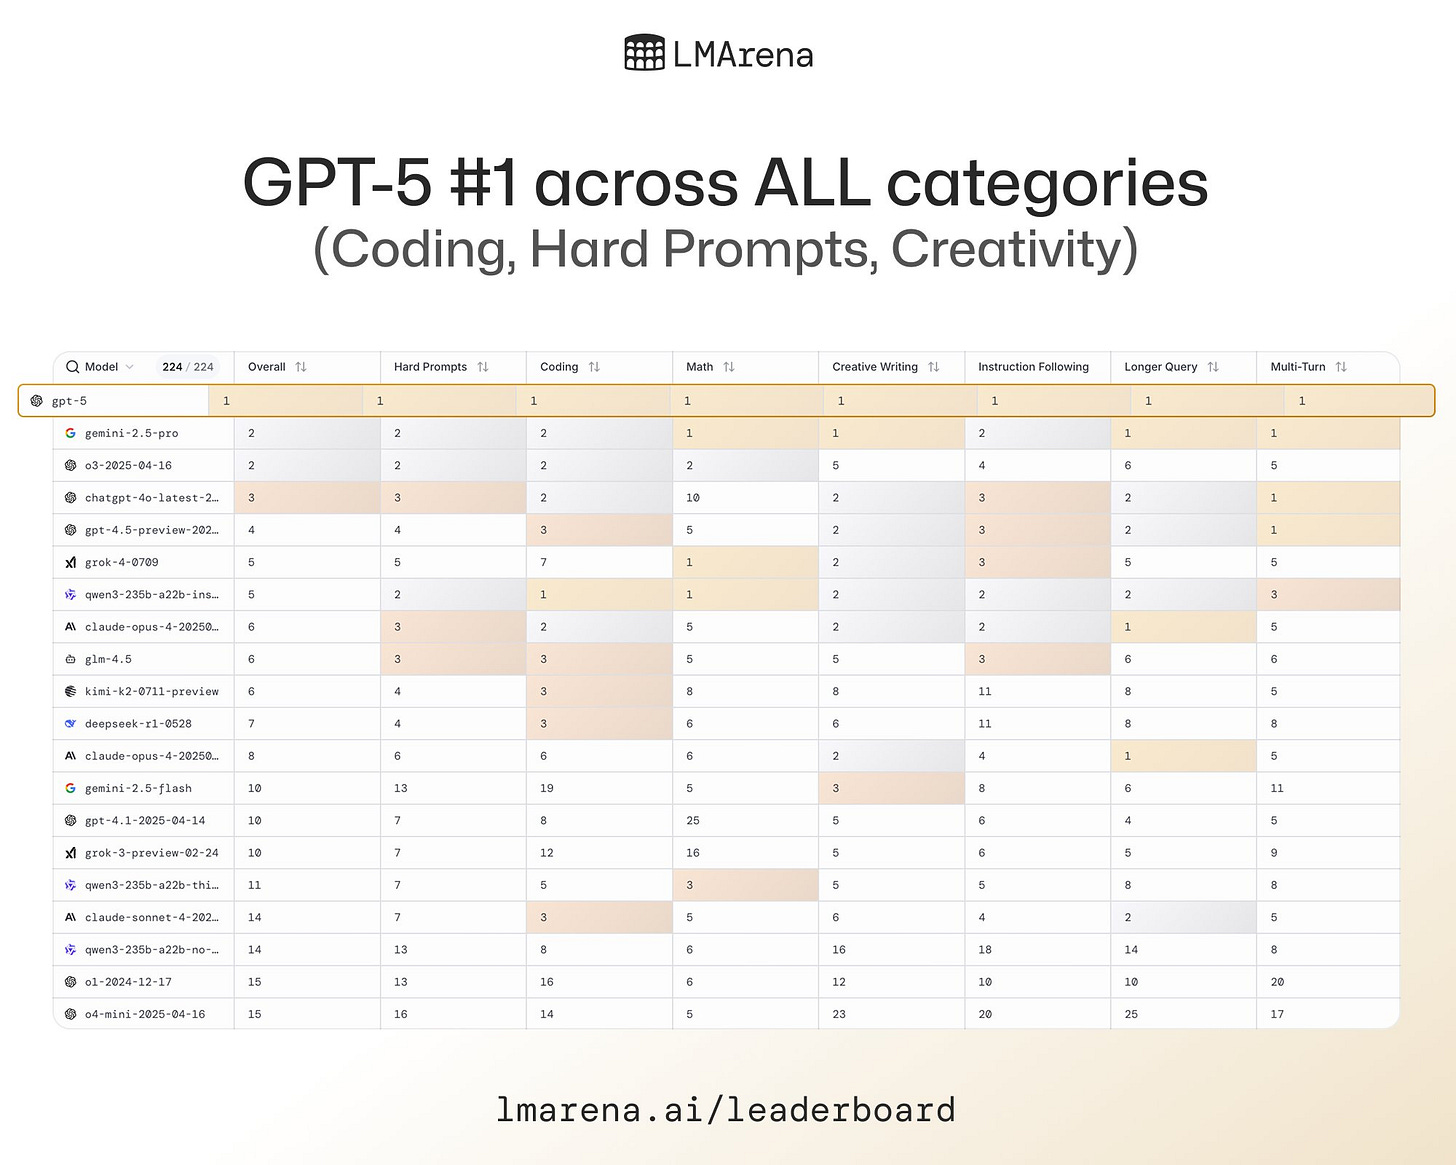 LMArena
GPT-5 #1 across ALL categories
(Coding, Hard Prompts, Creativity)
Model 224 / 224 Overall Hard Prompts Coding Math Creative Writing Instruction Following Longer Query Multi-Turn
gpt-5 1 1 1 1 1 1 1 1
gemini-2.5-pro 2 2 2 1 1 2 1 1
o3-2025-04-16 2 2 2 2 5 4 6 5
chatgpt-4o-latest-2… 3 3 2 10 2 3 2 1
gpt-4.5-preview-202… 4 4 3 5 2 3 2 1
grok-4-0709 5 5 7 1 2 3 5 5
qwen3-235b-a22b-ins… 5 2 1 1 2 2 2 3
claude-opus-4-20250… 6 3 2 5 2 2 1 5
glm-4.5 6 3 3 5 5 3 6 6
kimi-k2-0711-preview 6 4 3 8 8 11 8 5
deepseek-r1-0528 7 4 3 6 6 11 8 8
claude-opus-4-20250… 8 6 6 6 2 4 1 5
gemini-2.5-flash 10 13 19 5 3 8 6 11
gpt-4.1-2025-04-14 10 7 8 25 5 6 4 5
grok-3-preview-02-24 10 7 12 16 5 6 5 9
qwen3-235b-a22b-thi… 11 7 5 3 5 5 8 8
claude-sonnet-4-202… 14 7 3 5 6 4 2 5
qwen3-235b-a22b-no-… 14 13 8 6 16 18 14 8
o1-2024-12-17 15 13 16 6 12 10 10 20
o4-mini-2025-04-16 15 16 14 5 23 20 25 17
lmarena.ai/leaderboard